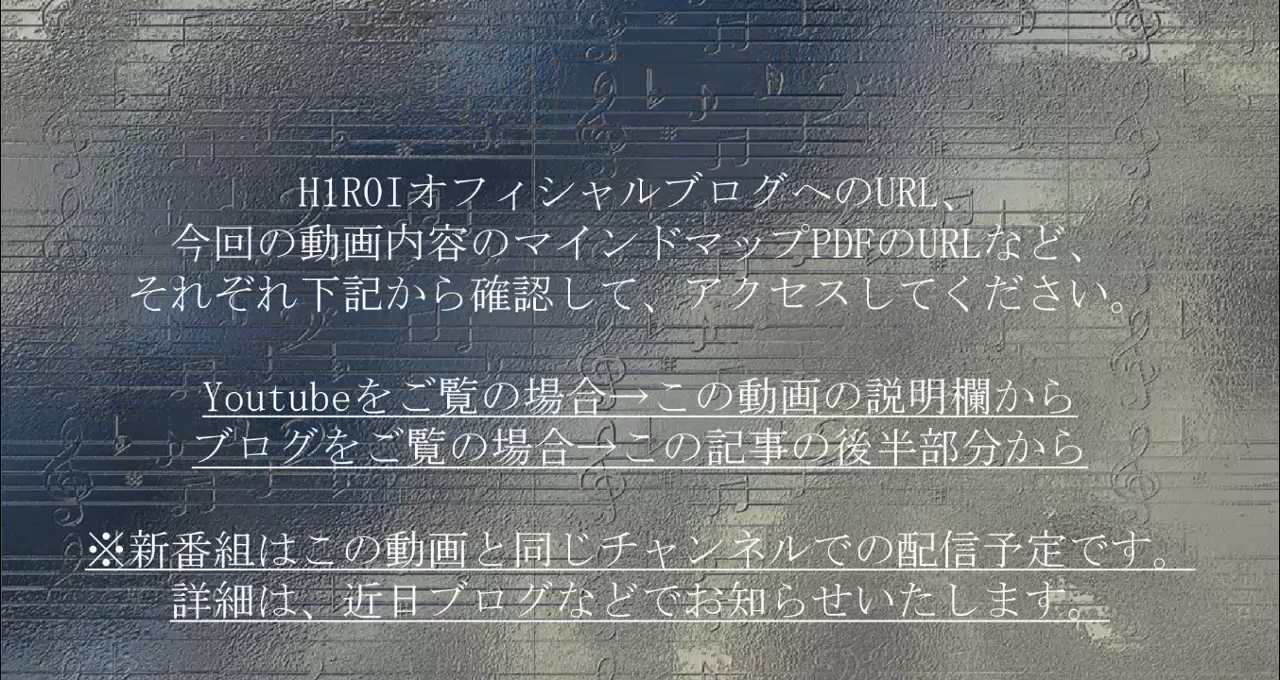 H1R0IオフィシャルブログへのURL、
今回の動画内容のマインドマップPDFのURLなど、
それぞれ下記から確認して、アクセスしてください。
Youtubeをご覧の場合→この動画の説明欄から
ブログをご覧の場合→この記事の後半部分から
※新番組はこの動画と同じチャンネルでの配信予定です。
詳細は、近日ブログなどでお知らせいたします。